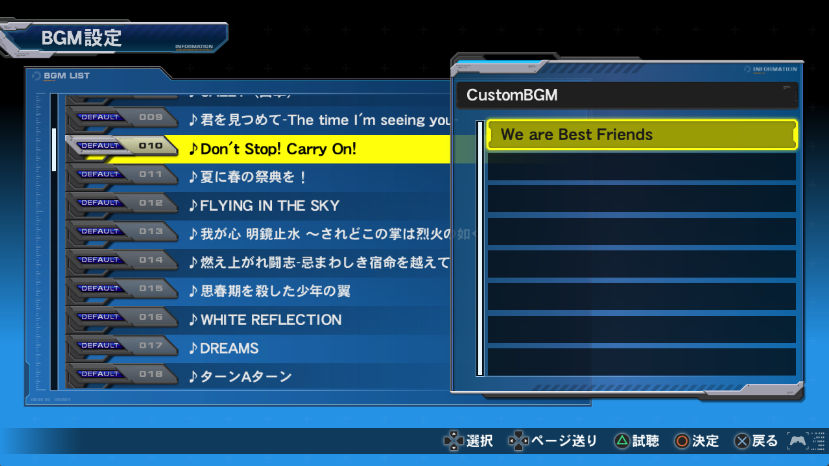 BGM設定
INFORMATION
BGM LIST
DEFAULT 009 ♪君を見つめて-The time I'm seeing you-
DEFAULT 010 ♪Don't Stop! Carry On!
DEFAULT 011 ♪夏に春の祭典を！
DEFAULT 012 ♪FLYING IN THE SKY
DEFAULT 013 ♪我が心 明鏡止水 ～されどこの掌は烈火の如く
DEFAULT 014 ♪燃え上がれ闘志-忌まわしき宿命を越えて
DEFAULT 015 ♪思春期を殺した少年の翼
DEFAULT 016 ♪WHITE REFLECTION
DEFAULT 017 ♪DREAMS
DEFAULT 018 ♪ターンAターン
INFORMATION
CustomBGM
We are Best Friends
選択 ページ送り 試聴 決定 戻る